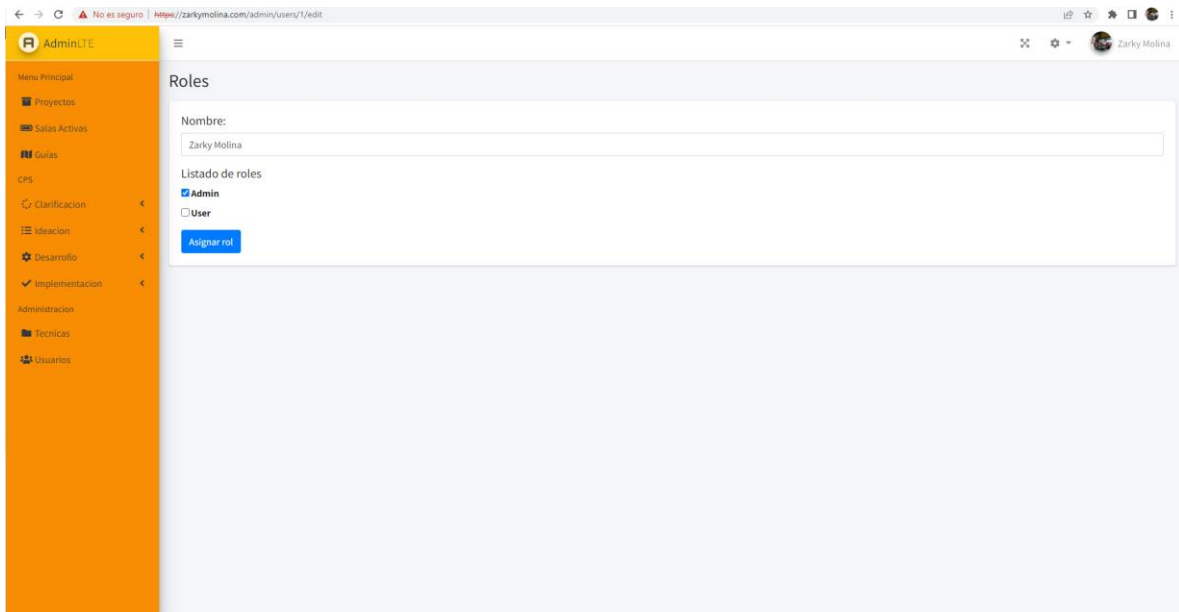 No es seguro | https://zarkymolina.com/admin/users/1/edit
AdminLTE
Zarky Molina
Menu Principal
Proyectos
Salas Activas
Guías
CPS
Clarificacion
Ideacion
Desarrollo
Implementacion
Administracion
Tecnicas
Usuarios
Roles
Nombre:
Zarky Molina
Listado de roles
Admin
User
Asignar rol